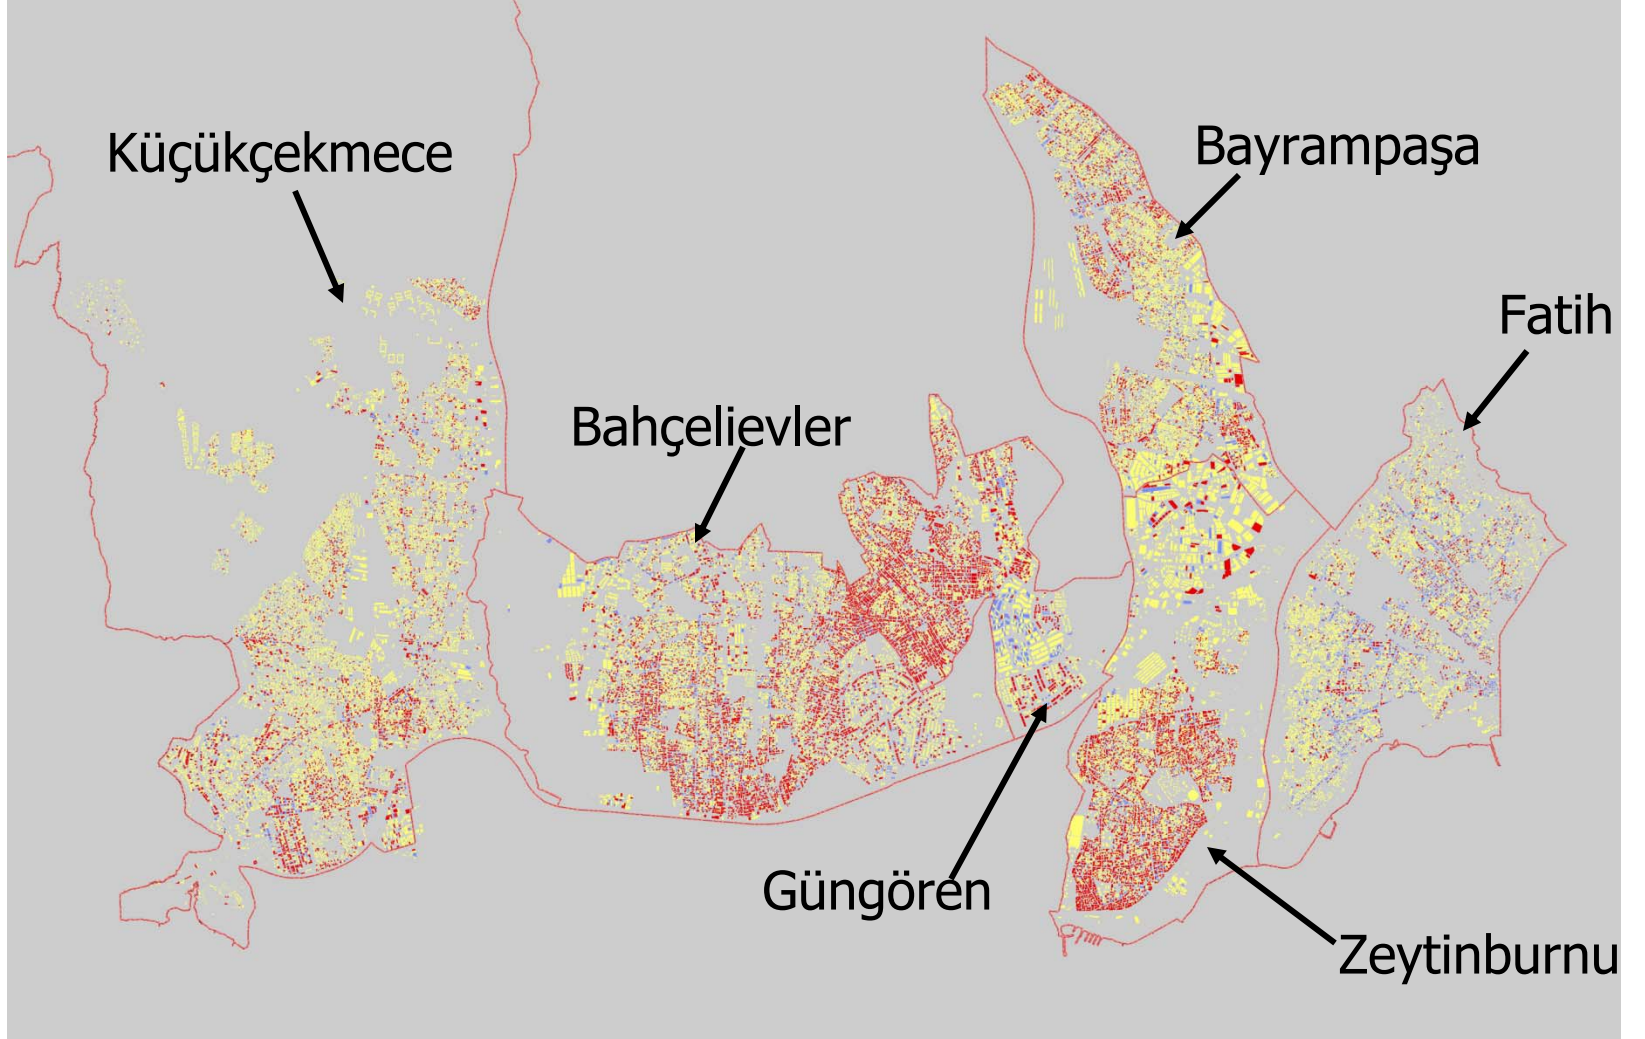 Küçükçekmece
Bayrampaşa
Fatih
Bahçelievler
Güngören
Zeytinburnu